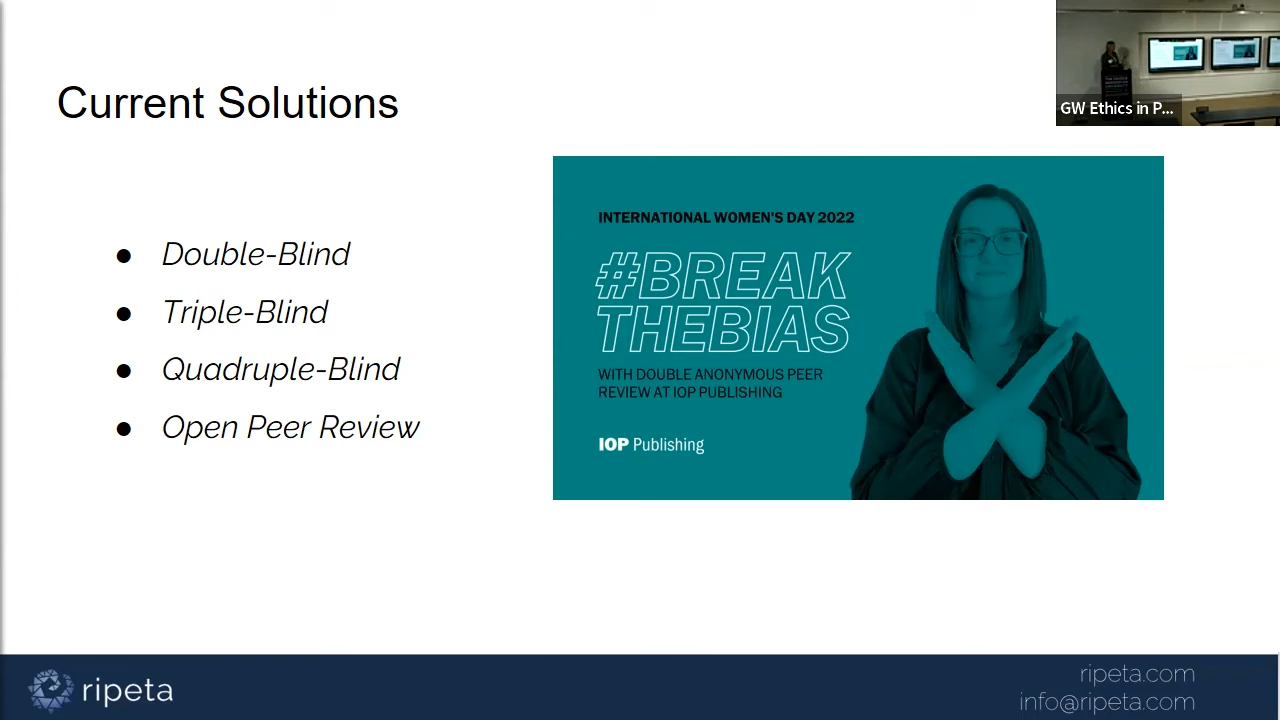 GW Ethics in P...
Current Solutions
Double-Blind
Triple-Blind
Quadruple-Blind
Open Peer Review
INTERNATIONAL WOMEN'S DAY 2022
#BREAK
THEBIAS
WITH DOUBLE ANONYMOUS PEER
REVIEW AT IOP PUBLISHING
IOP Publishing
ripeta
ripeta.com
info@ripeta.com